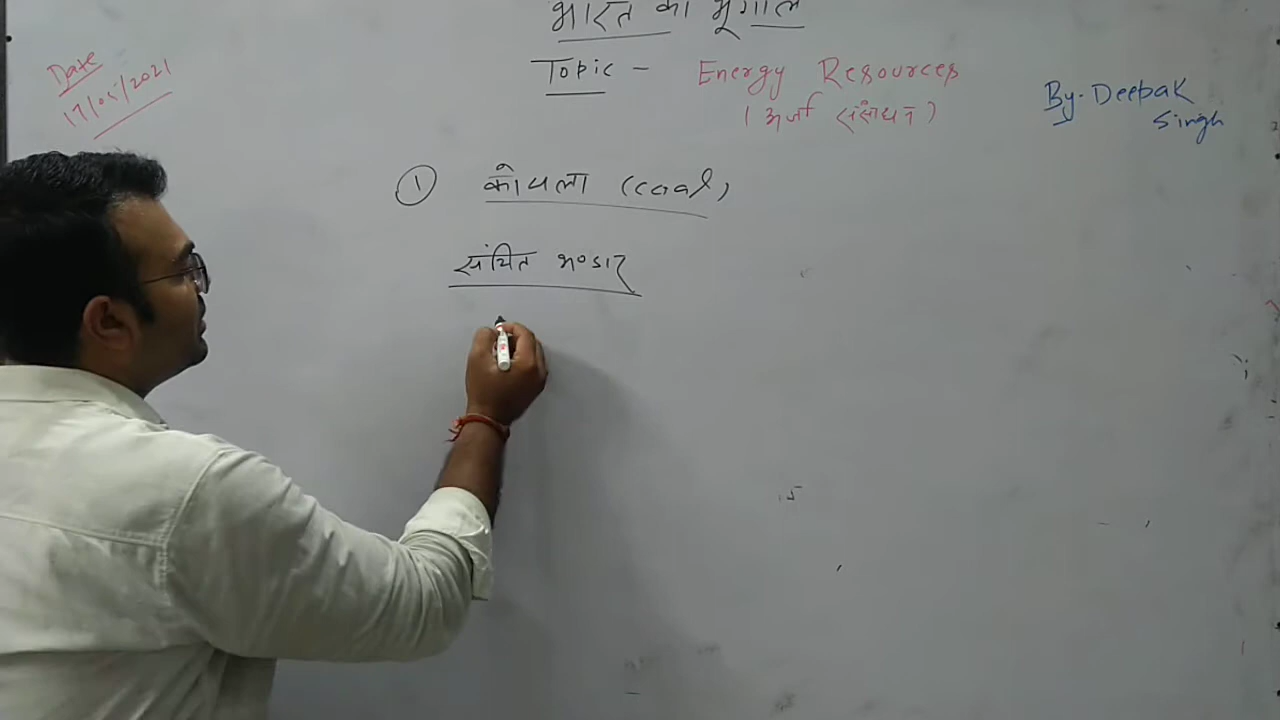 भारत का भूगोल
Date
17/05/2021
Topic - Energy Resources
(ऊर्जा संसाधन)
By- Deepak
Singh
① कोयला (coal)
संचित भण्डार